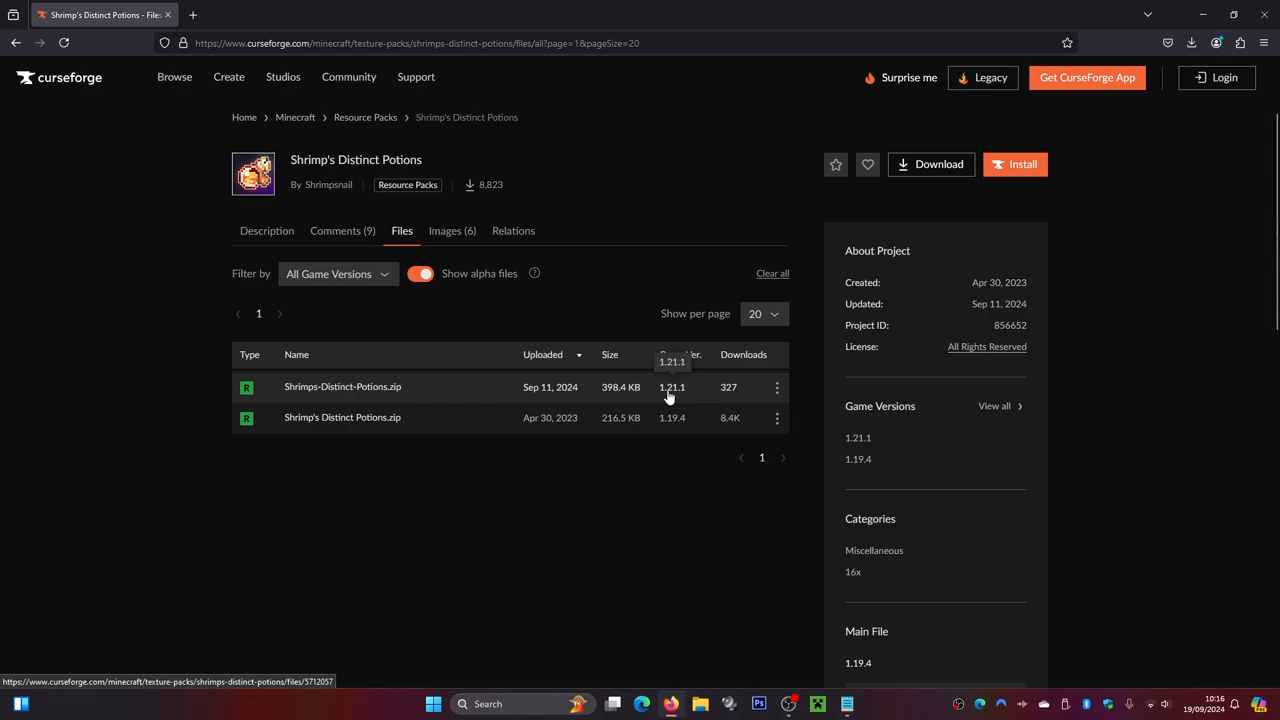 Shrimp's Distinct Potions - Files
https://www.curseforge.com/minecraft/texture-packs/shrimps-distinct-potions/files/all?page=1&pageSize=20
curseforge
Browse
Create
Studios
Community
Support
Surprise me
Legacy
Get CurseForge App
Login
Home > Minecraft > Resource Packs > Shrimp's Distinct Potions
Shrimp's Distinct Potions
By Shrimpsnail
Resource Packs
8,823
Download
Install
Description
Comments (9)
Files
Images (6)
Relations
Filter by
All Game Versions
Show alpha files
Clear all
1
Show per page
20
Type Name Uploaded Size Downloads
1.21.1
Shrimps-Distinct-Potions.zip Sep 11, 2024 398.4 KB 1.21.1 327
R
Shrimp's Distinct Potions.zip Apr 30, 2023 216.5 KB 1.19.4 8.4K
R
1
About Project
Created: Apr 30, 2023
Updated: Sep 11, 2024
Project ID: 856652
License: All Rights Reserved
Game Versions View all
1.21.1
1.19.4
Categories
Miscellaneous
16x
Main File
1.19.4
https://www.curseforge.com/minecraft/texture-packs/shrimps-distinct-potions/files/5712057
Search
Ps
10:16
19/09/2024